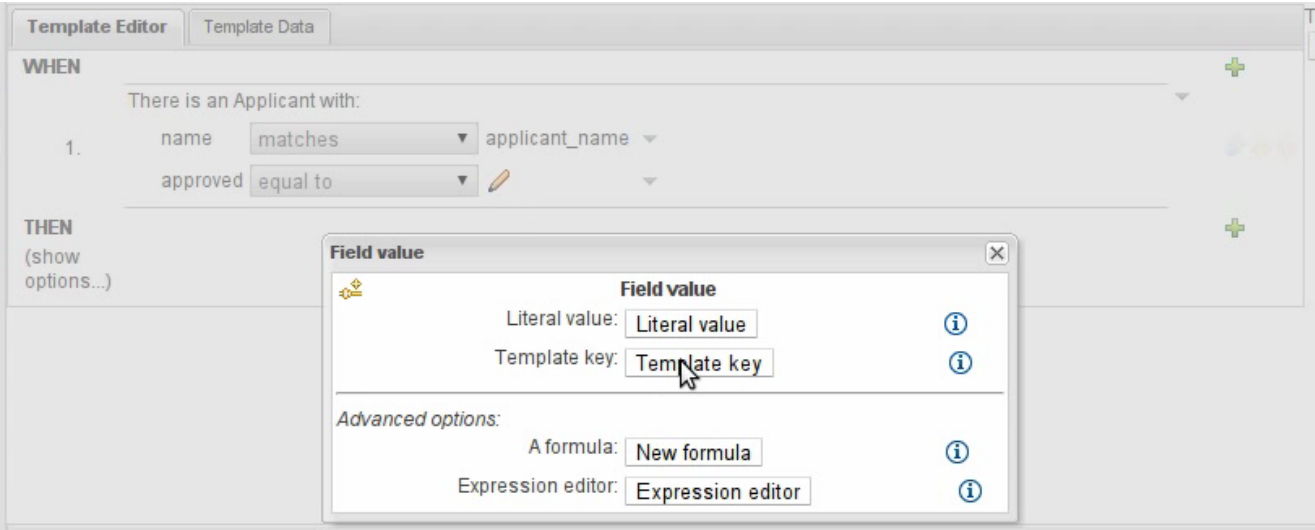 Template Editor Template Data
WHEN
There is an Applicant with:
1.
name matches applicant_name
approved equal to
THEN
(show
options...)
Field value
Field value
Literal value: Literal value
Template key: Template key
Advanced options:
A formula: New formula
Expression editor: Expression editor